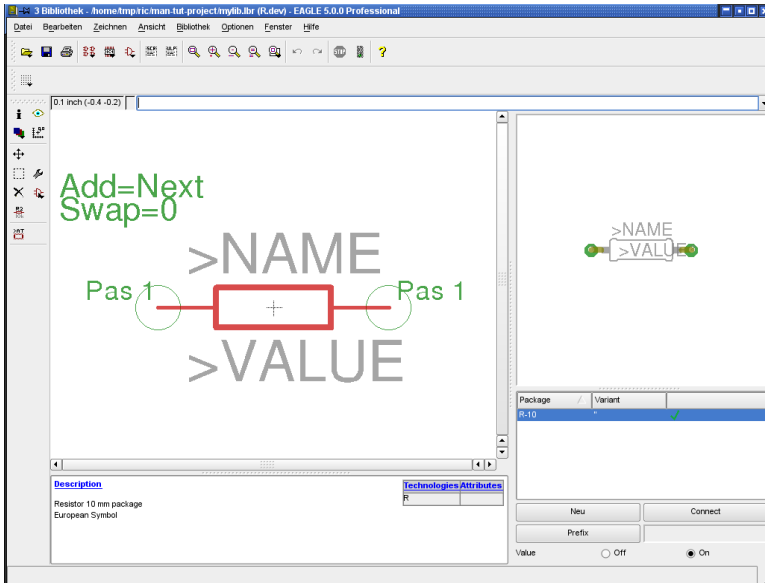 3 Bibliothek - /home/tmp/ric/man-tut-project/mylib.lbr (R.dev) - EAGLE 5.0.0 Professional
Datei Bearbeiten Zeichnen Ansicht Bibliothek Optionen Fenster Hilfe
0.1 inch (-0.4 -0.2)
Add=Next
Swap=0
>NAME
Pas 1 Pas 1
>VALUE
>NAME
>VALUE
Package Variant
R-10 ''
Description
Resistor 10 mm package
European Symbol
Technologies Attributes
R
Neu Connect
Prefix
Value Off On